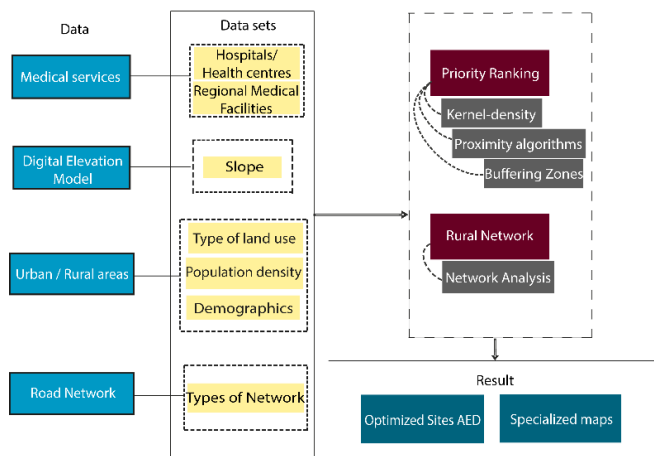 Data
Data sets
Medical services
Hospitals/
Health centres
Regional Medical
Facilities
Digital Elevation
Model
Slope
Urban / Rural areas
Type of land use
Population density
Demographics
Road Network
Types of Network
Priority Ranking
Kernel-density
Proximity algorithms
Buffering Zones
Rural Network
Network Analysis
Result
Optimized Sites AED
Specialized maps